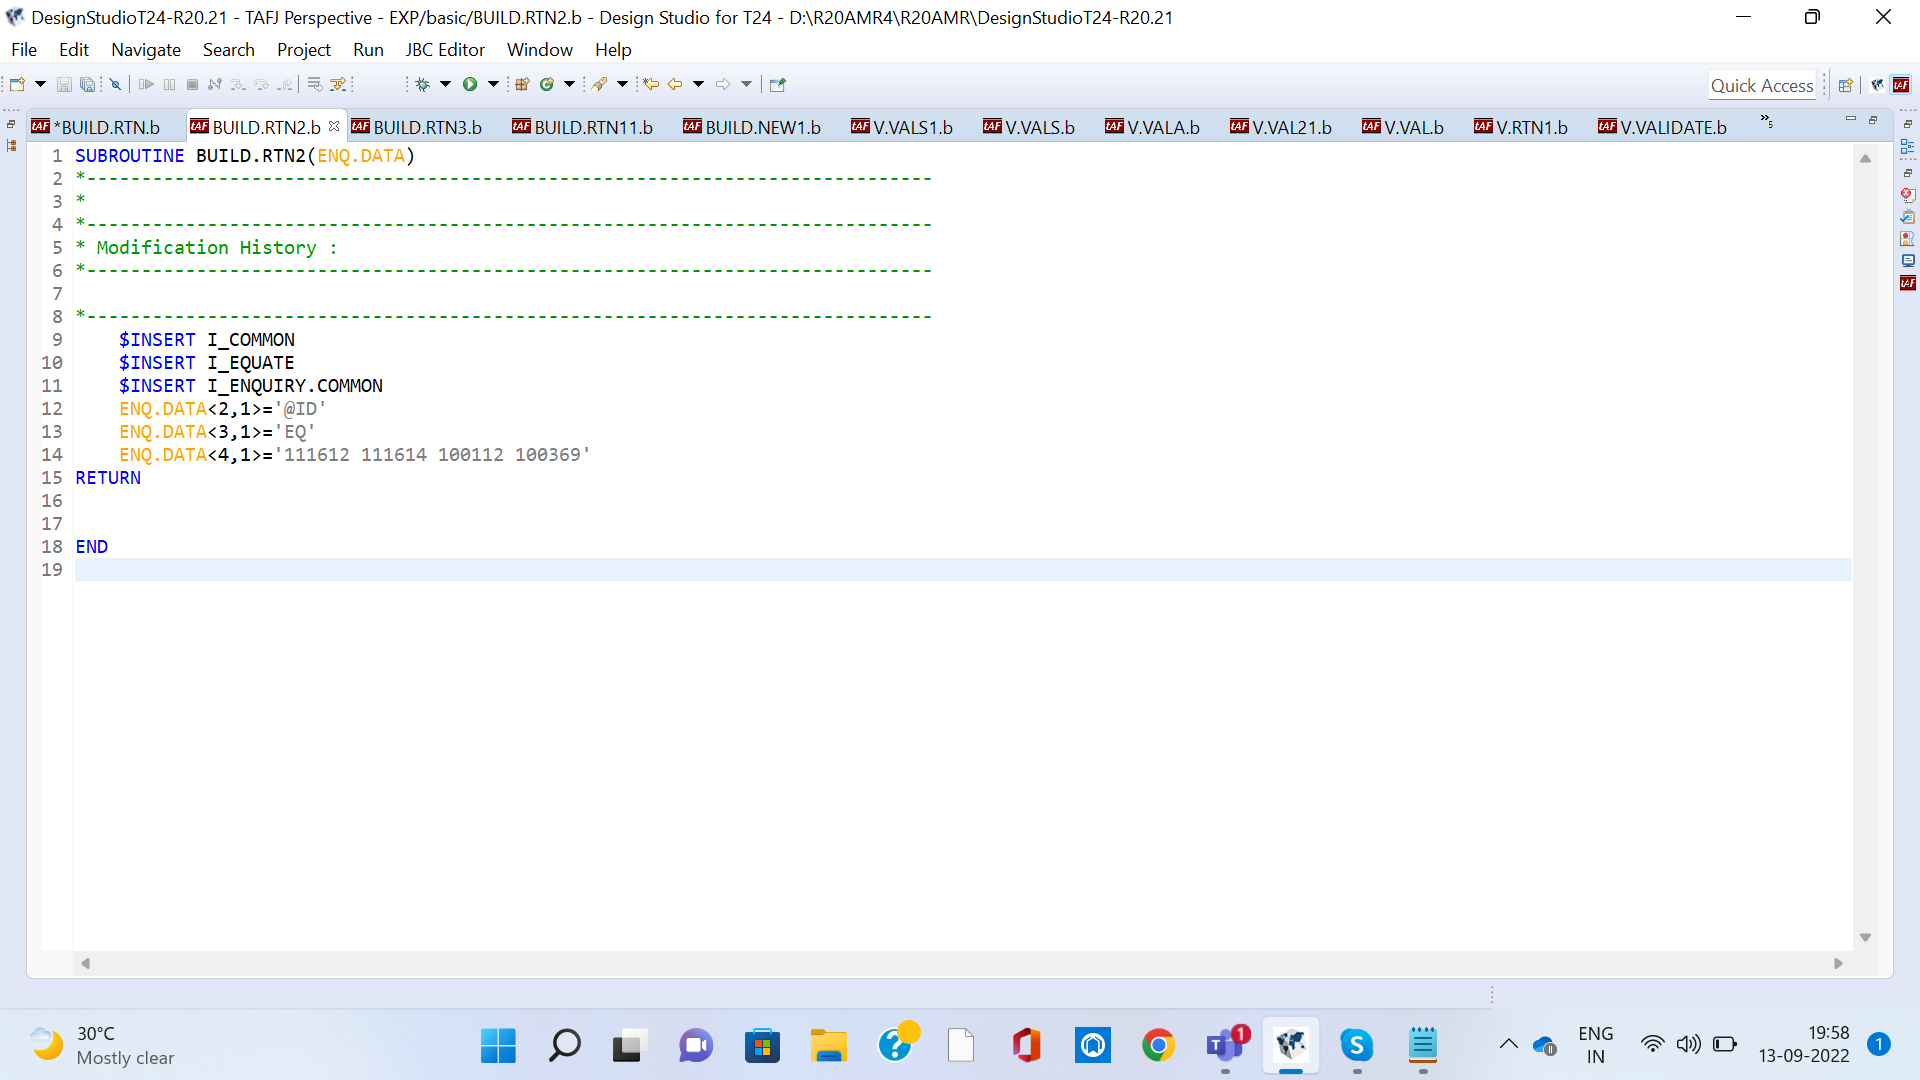 DesignStudioT24-R20.21 - TAFJ Perspective - EXP/basic/BUILD.RTN2.b - Design Studio for T24 - D:\R20AMR4\R20AMR\DesignStudioT24-R20.21
File Edit Navigate Search Project Run JBC Editor Window Help
Quick Access
*BUILD.RTN.b BUILD.RTN2.b BUILD.RTN3.b BUILD.RTN11.b BUILD.NEW1.b V.VALS1.b V.VALS.b V.VALA.b V.VAL21.b V.VAL.b V.RTN1.b V.VALIDATE.b »5
1 SUBROUTINE BUILD.RTN2(ENQ.DATA)
2 *-----------------------------------------------------------------------------
3 *
4 *-----------------------------------------------------------------------------
5 * Modification History :
6 *-----------------------------------------------------------------------------
7
8 *-----------------------------------------------------------------------------
9 $INSERT I_COMMON
10 $INSERT I_EQUATE
11 $INSERT I_ENQUIRY.COMMON
12 ENQ.DATA<2,1>='@ID'
13 ENQ.DATA<3,1>='EQ'
14 ENQ.DATA<4,1>='111612 111614 100112 100369'
15 RETURN
16
17
18 END
19
30°C
Mostly clear
1
ENG
IN
19:58
13-09-2022
1